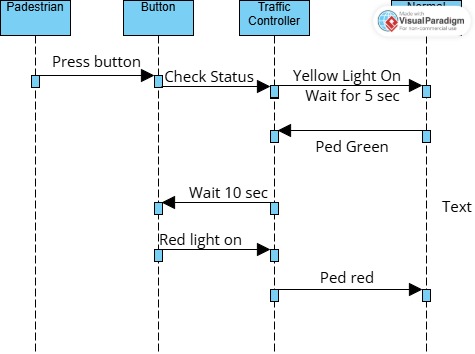 Padestrian
Button
Traffic
Controller
Made with
Visual Paradigm
For non-commercial use
Normal
Press button
Check Status
Yellow Light On
Wait for 5 sec
Ped Green
Wait 10 sec
Text
Red light on
Ped red